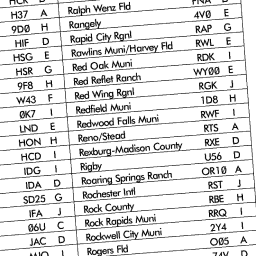 H37 A Ralph Wenz Fld PNA D
9D0 H Rangely 4V0 E
HIF D Rapid City Rgnl RAP G
HSG E Rawlins Muni/Harvey Fld RWL E
HSR G Red Oak Muni RDK I
9F8 H Red Reflet Ranch WY00 E
W43 F Red Wing Rgnl RGK J
0K7 I Redfield Muni 1D8 H
LND E Redwood Falls Muni RWF I
HON H Reno/Stead RTS A
HCD I Rexburg-Madison County RXE D
IDG I Rigby U56 D
IDA D Roaring Springs Ranch OR10 A
SD25 G Rochester Intl RST J
IFA J Rock County RBE H
06U C Rock Rapids Muni RRQ I
JAC D Rockwell City Muni 2Y4 I
MJQ I Rogers Fld O05 A